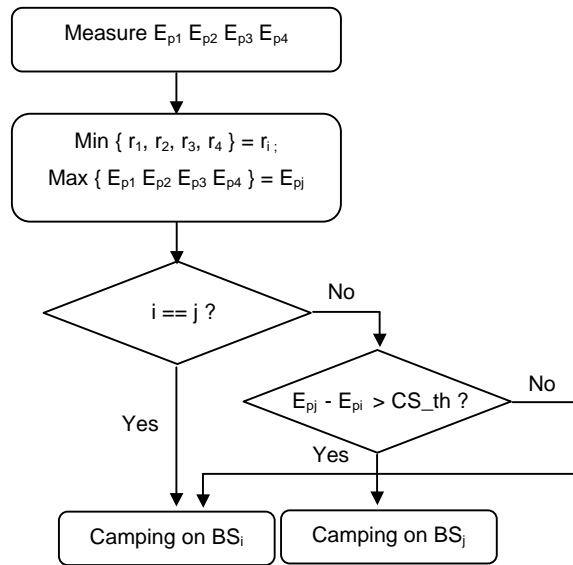 Measure Ep1 Ep2 Ep3 Ep4
Min { r1, r2, r3, r4 } = ri ;
Max { Ep1 Ep2 Ep3 Ep4 } = Epj
i == j ?
No
Epj - Epi > CS_th ?
No
Yes
Yes
Camping on BSi
Camping on BSj